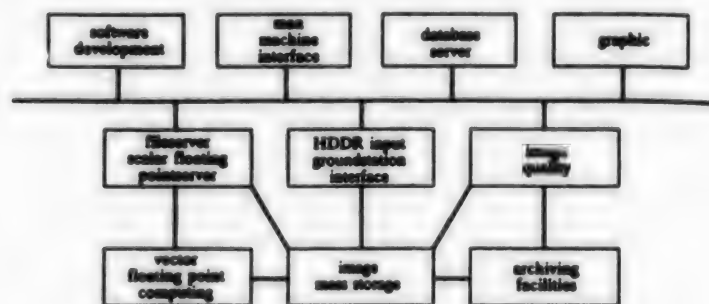 software
development
man
machine
interface
database
server
graphic
fileserver
scalar floating
pointserver
HDDR input
groundstation
interface
quality
vector
floating point
computing
image
mass storage
archiving
facilities